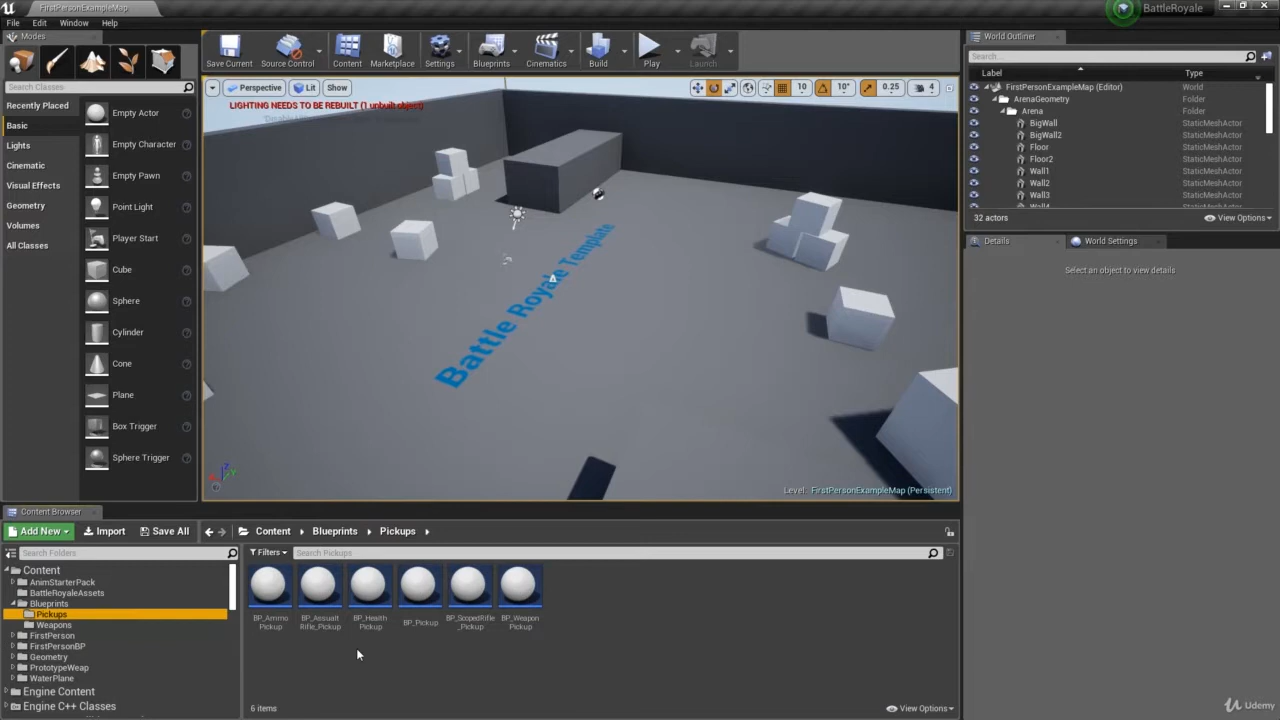 FirstPersonExampleMap
BattleRoyale
File Edit Window Help
Modes
Search Classes
Recently Placed
Basic
Lights
Cinematic
Visual Effects
Geometry
Volumes
All Classes
Empty Actor
Empty Character
Empty Pawn
Point Light
Player Start
Cube
Sphere
Cylinder
Cone
Plane
Box Trigger
Sphere Trigger
Save Current Source Control Content Marketplace Settings Blueprints Cinematics Build Play Launch
Perspective Lit Show 10 10° 0.25 4
LIGHTING NEEDS TO BE REBUILT (1 unbuilt object)
Battle Royale Template
Level: FirstPersonExampleMap (Persistent)
World Outliner
Search...
Label Type
FirstPersonExampleMap (Editor) World
ArenaGeometry Folder
Arena Folder
BigWall StaticMeshActor
BigWall2 StaticMeshActor
Floor StaticMeshActor
Floor2 StaticMeshActor
Wall1 StaticMeshActor
Wall2 StaticMeshActor
Wall3 StaticMeshActor
Wall4 StaticMeshActor
32 actors View Options
Details World Settings
Select an object to view details
Content Browser
Add New Import Save All Content Blueprints Pickups
Search Folders
Filters Search Pickups
Content
AnimStarterPack
BattleRoyaleAssets
Blueprints
Pickups
Weapons
FirstPerson
FirstPersonBP
Geometry
PrototypeWeap
WaterPlane
Engine Content
Engine C++ Classes
BP_Ammo Pickup
BP_Assualt Rifle_Pickup
BP_Health Pickup
BP_Pickup
BP_ScopedRifle _Pickup
BP_Weapon Pickup
6 items View Options
Udemy